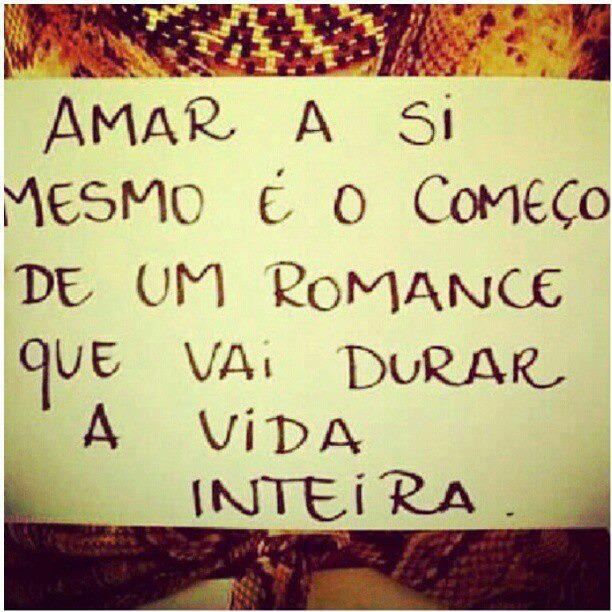 AMAR A Si
MESMO É O COMEÇO
DE UM ROMANCE
QUE VAi DURAR
A ViDA
INTEiRA.